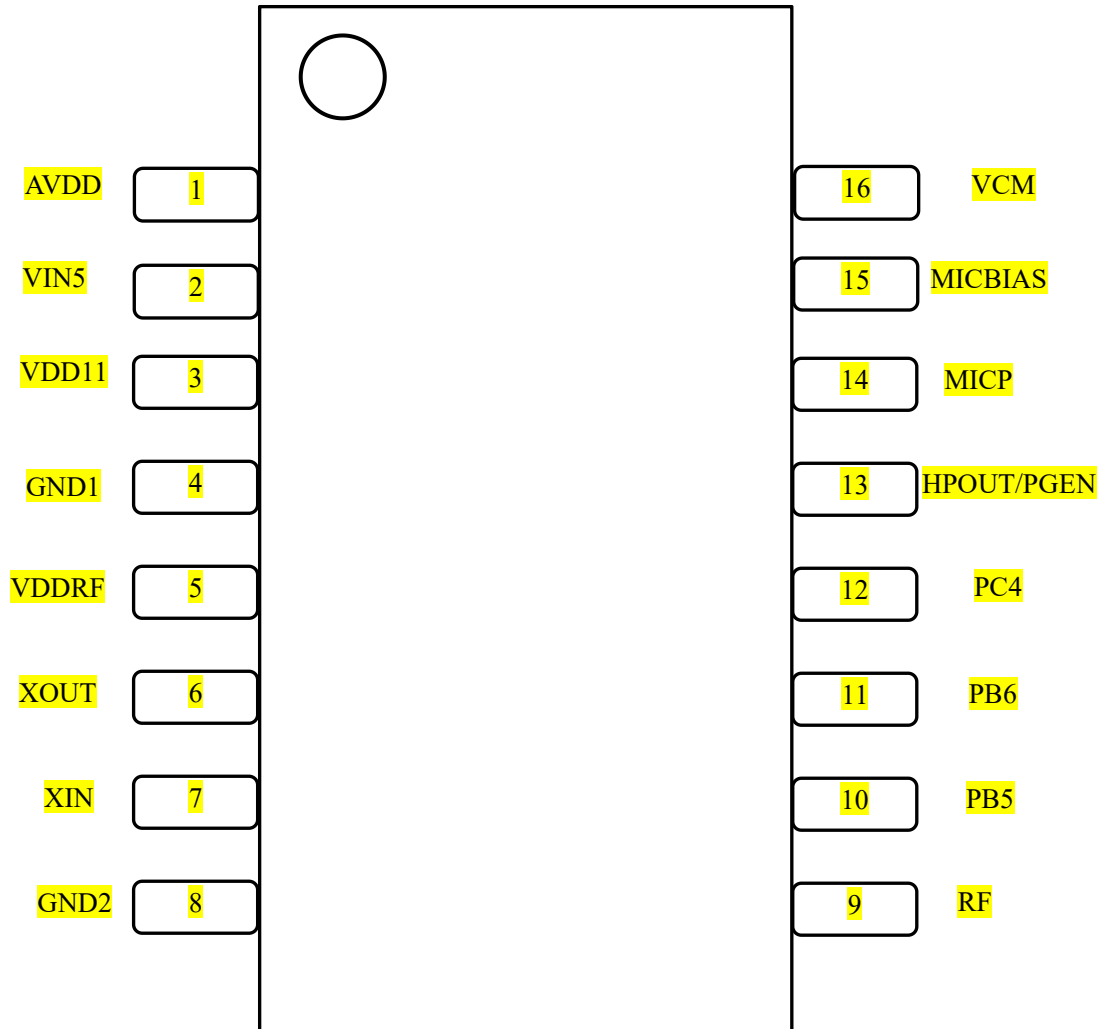 AVDD 1 16 VCM
VIN5 2 15 MICBIAS
VDD11 3 14 MICP
GND1 4 13 HPOUT/PGEN
VDDRF 5 12 PC4
XOUT 6 11 PB6
XIN 7 10 PB5
GND2 8 9 RF